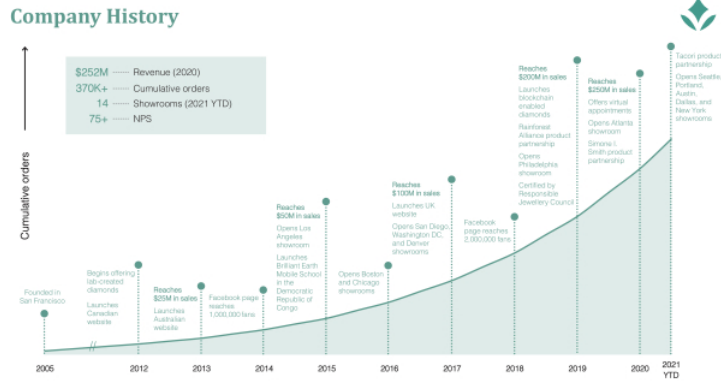 Company History
$252M Revenue (2020)
370K+ Cumulative orders
14 Showrooms (2021 YTD)
75+ NPS
Cumulative orders
Founded in
San Francisco
Begins offering
lab-created
diamonds
Launches
Canadian
website
Reaches
$25M in sales
Launches
Australian
website
Facebook page
reaches
1,000,000 fans
Reaches
$50M in sales
Opens Los
Angeles
showroom
Launches
Brilliant Earth
Mobile School
in the
Democratic
Republic of
Congo
Opens Boston
and Chicago
showrooms
Reaches
$100M in sales
Launches UK
website
Opens San Diego,
Washington DC,
and Denver
showrooms
Facebook
page reaches
2,000,000 fans
Reaches
$200M in sales
Launches
blockchain
enabled
diamonds
Rainforest
Alliance product
partnership
Opens
Philadelphia
showroom
Certified by
Responsible
Jewellery Council
Reaches
$250M in sales
Offers virtual
appointments
Opens Atlanta
showroom
Simone I.
Smith product
partnership
Tacori product
partnership
Opens Seattle,
Portland,
Austin,
Dallas, and
New York
showrooms
2005
2012
2013
2014
2015
2016
2017
2018
2019
2020
2021
YTD